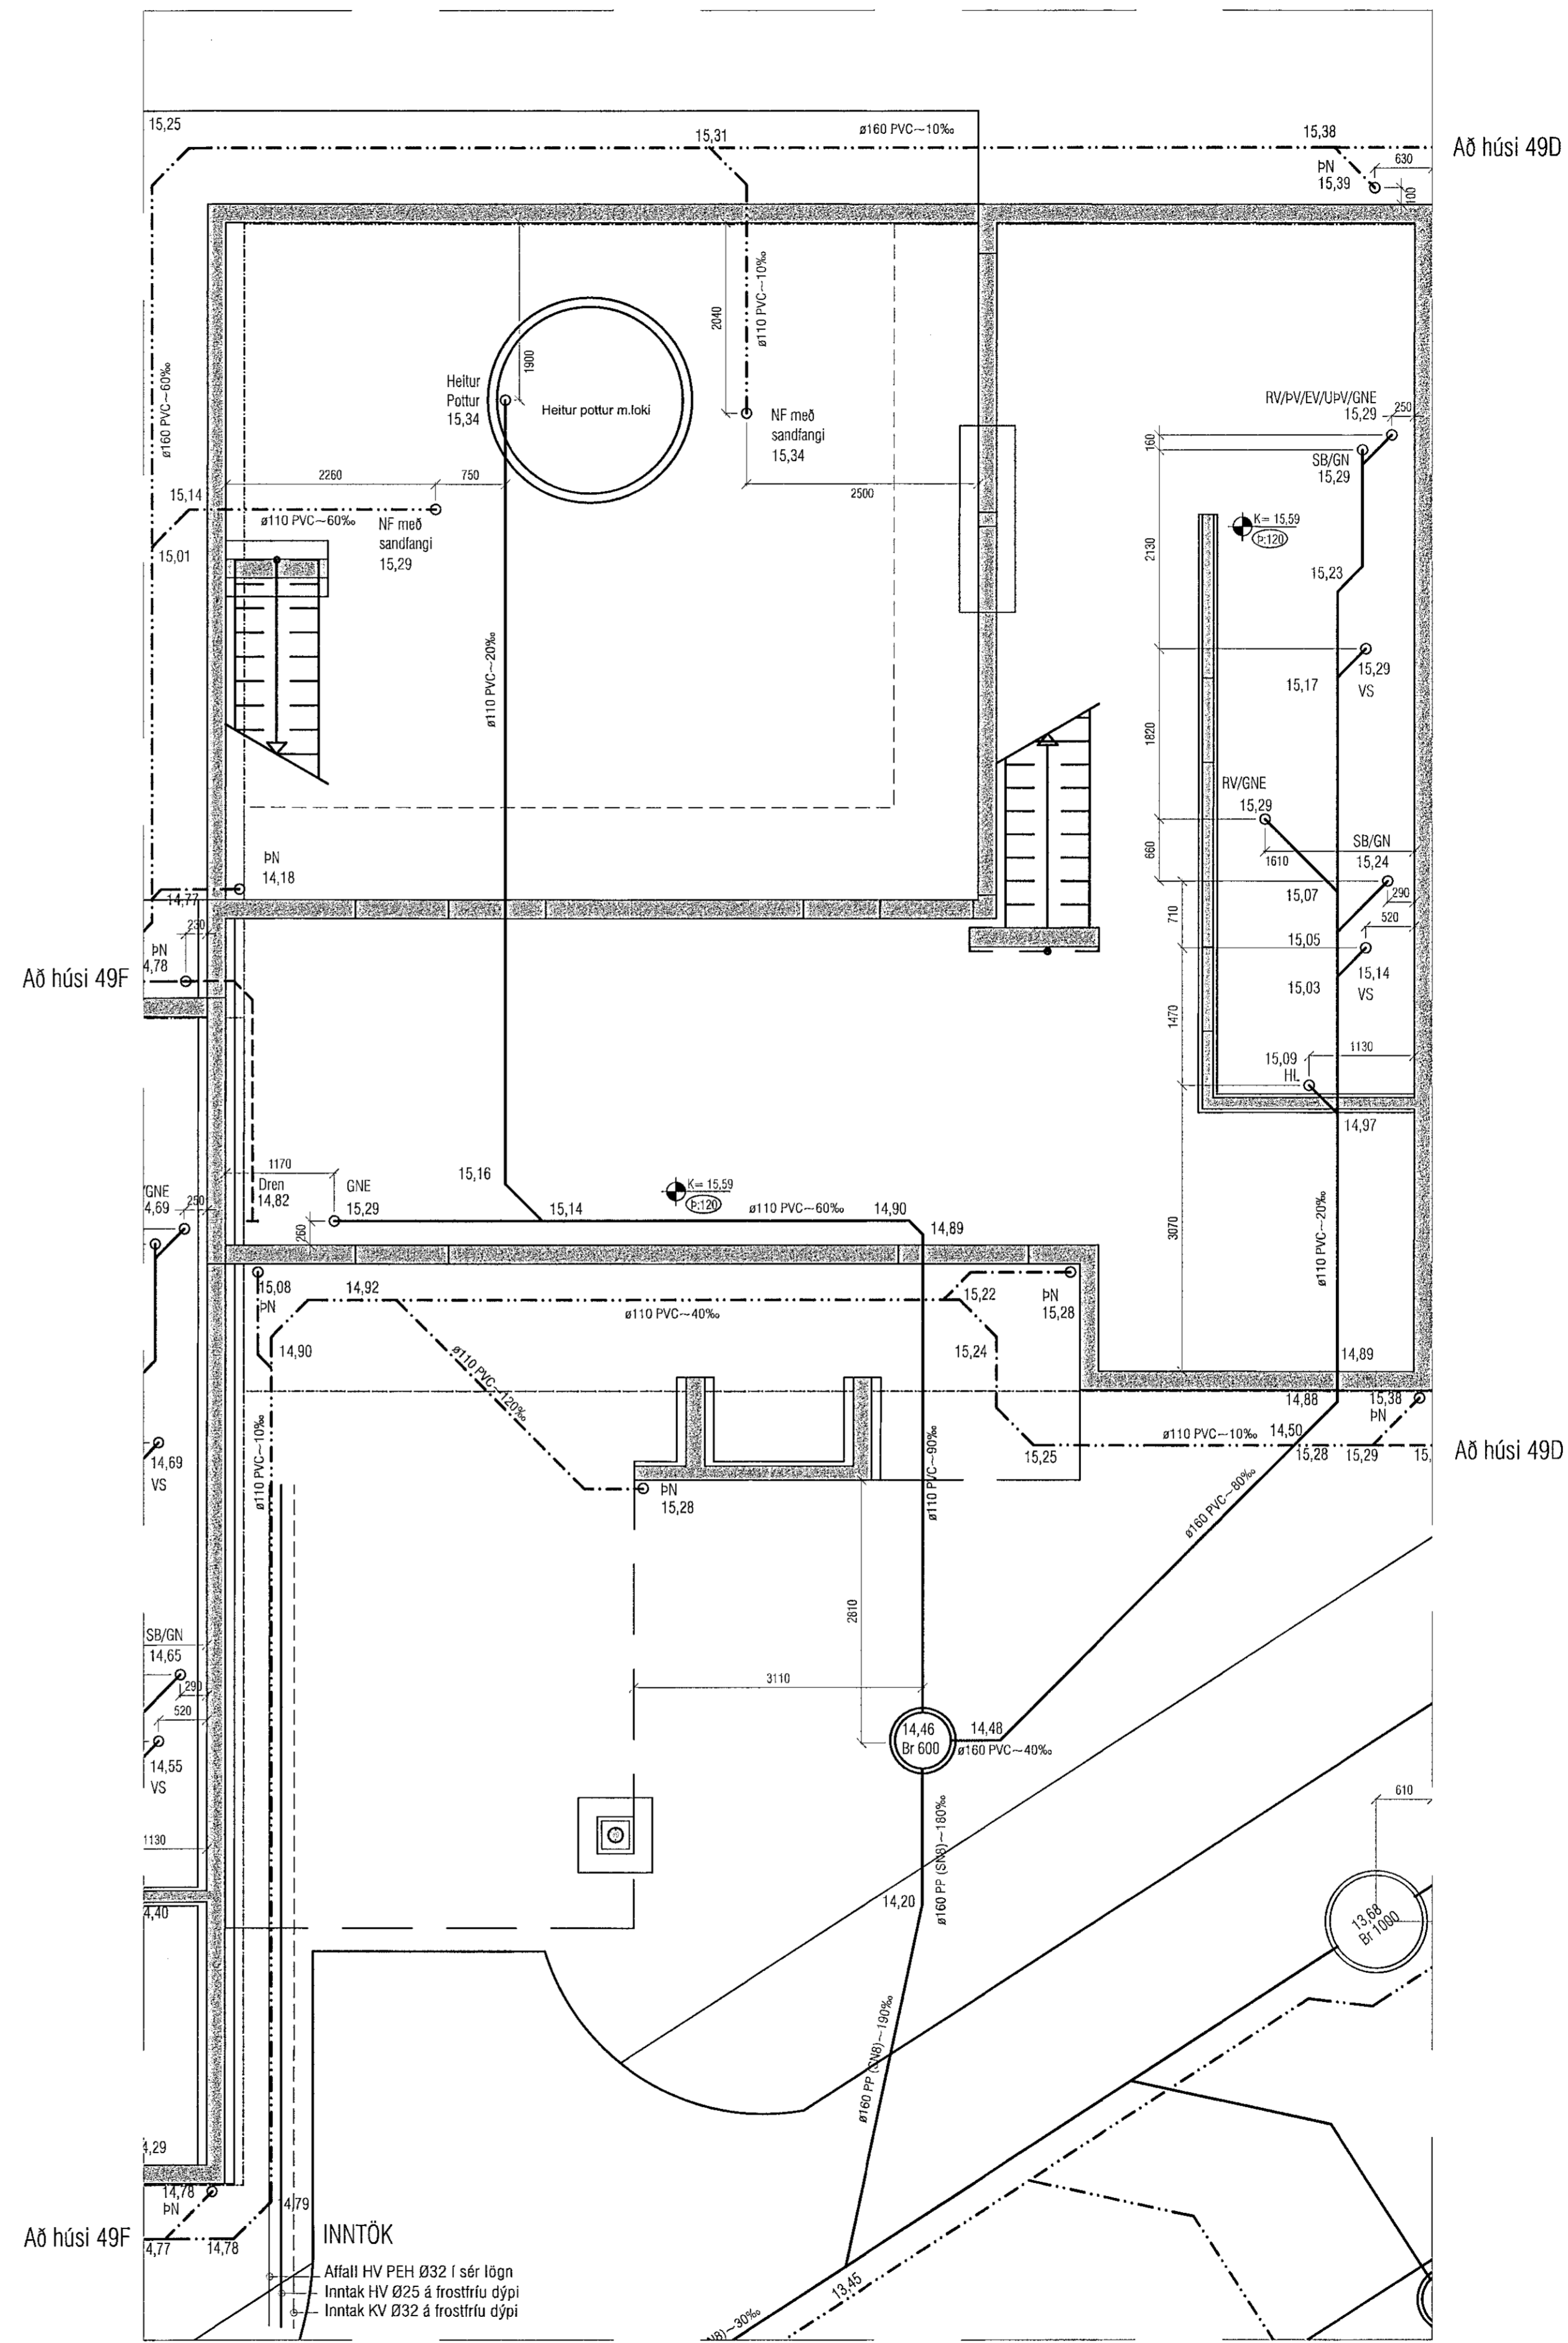 15,25
15,31
ø160 PVC~10‰
15,38
Að húsi 49D
ÞN
15,39
630
100
ø160 PVC~60‰
ø110 PVC~10‰
2040
1900
Heitur
Pottur
15,34
Heitur pottur m.loki
NF með
sandfangi
15,34
2500
2260
750
15,14
ø110 PVC~60‰
NF með
sandfangi
15,29
15,01
RV/ÞV/EV/UÞV/GNE
15,29
250
160
SB/GN
15,29
K= 15,59
Þ:120
2130
15,23
15,29
VS
15,17
ø110 PVC~20‰
1820
RV/GNE
15,29
660
1610
SB/GN
15,24
15,07
290
710
520
15,05
15,14
VS
15,03
1470
15,09
HL
1130
14,97
ÞN
14,18
14,77
230
ÞN
4,78
Að húsi 49F
1170
Dren
14,82
GNE
15,29
260
15,16
15,14
K= 15,59
Þ:120
ø110 PVC~60‰
14,90
14,89
/GNE
4,69
250
ø110 PVC~20‰
3070
15,08
ÞN
14,92
ø110 PVC~40‰
15,22
ÞN
15,28
14,90
15,24
ø110 PVC~120‰
14,89
14,88
15,38
ÞN
ø110 PVC~10‰
14,50
15,25
15,28
15,29
15,
Að húsi 49D
ø110 PVC~10‰
ø110 PVC~90‰
14,69
VS
ÞN
15,28
ø160 PVC~80‰
2810
SB/GN
14,65
290
520
14,55
VS
3110
14,46
Br 600
14,48
ø160 PVC~40‰
610
1130
ø160 PP (SN8)~180‰
14,20
4,40
13,68
Br 1000
ø160 PP (SN8)~190‰
4,29
14,78
ÞN
4,79
Að húsi 49F
4,77
14,78
INNTÖK
Affall HV PEH Ø32 í sér lögn
Inntak HV Ø25 á frostfríu dýpi
Inntak KV Ø32 á frostfríu dýpi
13,45
N8)~30‰